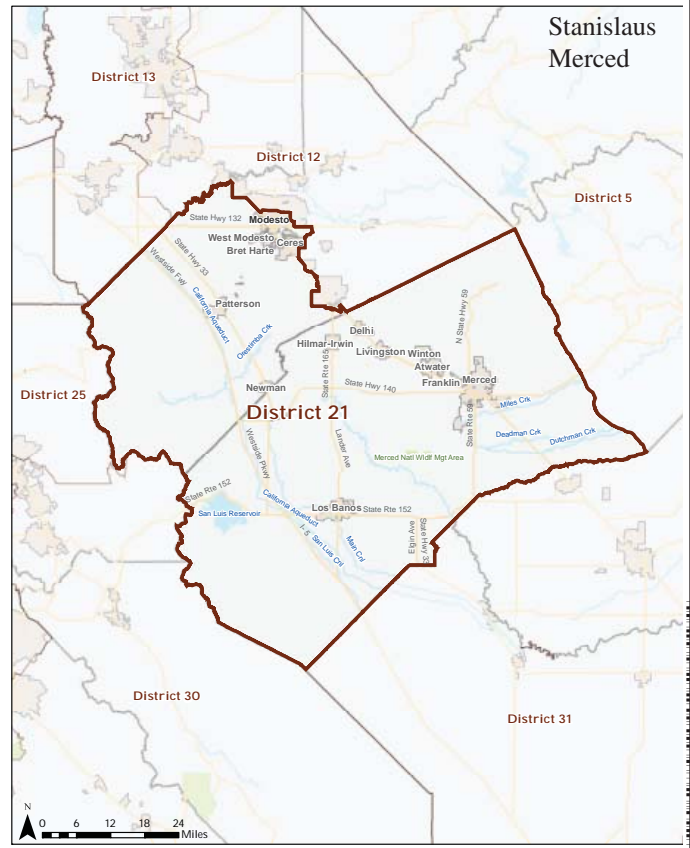 Stanislaus
Merced
District 13
District 12
District 5
State Hwy 132
Modesto
West Modesto
Ceres
Bret Harte
State Hwy 33
Westside Fwy
California Aqueduct
Patterson
Orestimba Crk
N State Hwy 59
Delhi
Hilmar-Irwin
Livingston
Winton
Atwater
Franklin
Merced
State Rte 165
State Hwy 140
Newman
District 25
District 21
State Rte 59
Miles Crk
Deadman Crk
Dutchman Crk
Lander Ave
Westside Pkwy
Merced Natl Wldf Mgt Area
State Rte 152
California Aqueduct
San Luis Reservoir
Los Banos
State Rte 152
I- 5
San Luis Cnl
Main Cnl
Elgin Ave
State Hwy 33
District 30
District 31
N
0 6 12 18 24
Miles